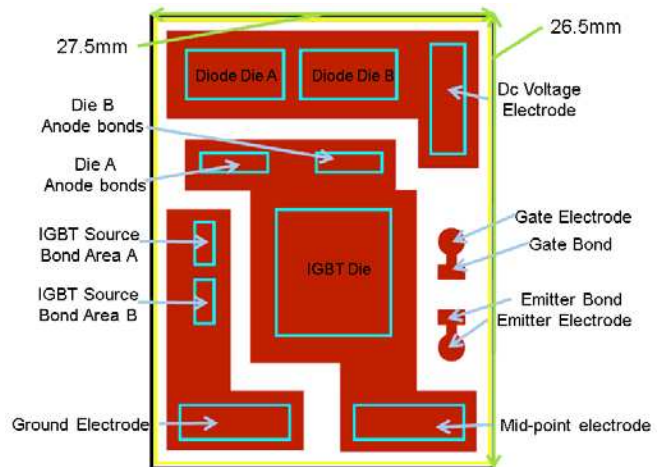 27.5mm
26.5mm
Diode Die A
Diode Die B
Dc Voltage
Electrode
Die B
Anode bonds
Die A
Anode bonds
IGBT Source
Bond Area A
IGBT Source
Bond Area B
IGBT Die
Gate Electrode
Gate Bond
Emitter Bond
Emitter Electrode
Ground Electrode
Mid-point electrode